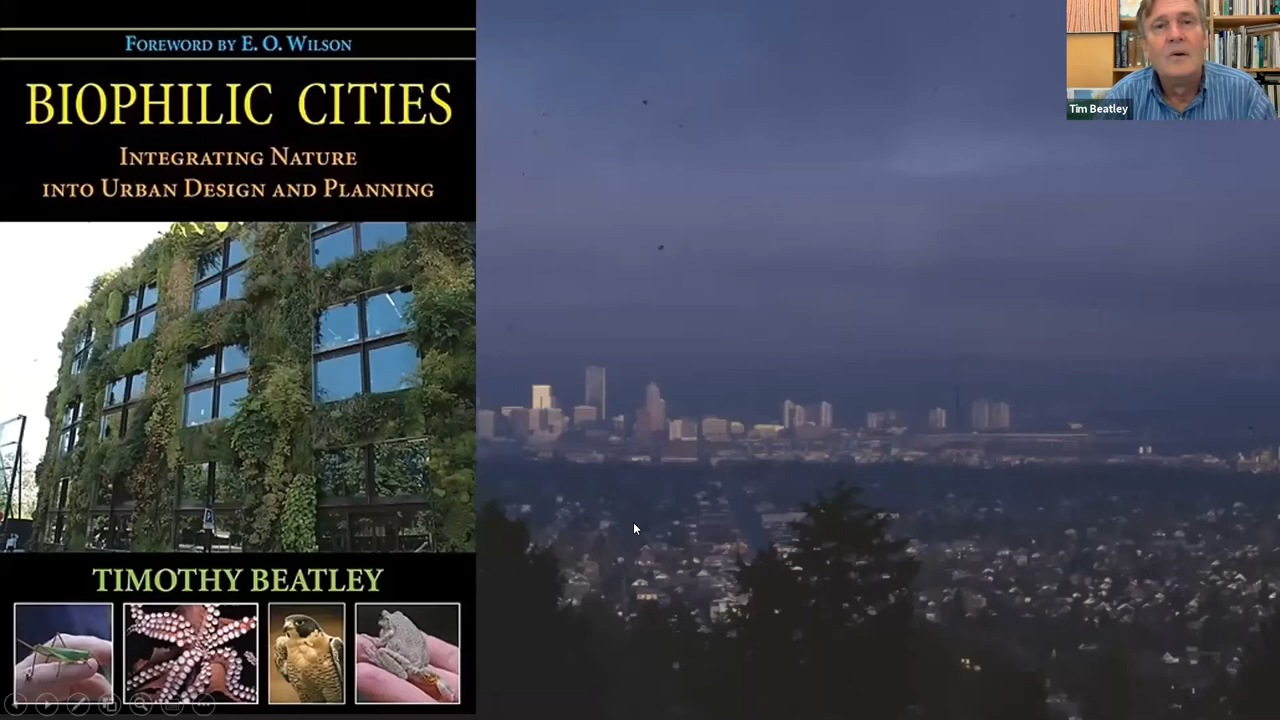 FOREWORD BY E. O. WILSON
BIOPHILIC CITIES
INTEGRATING NATURE
INTO URBAN DESIGN AND PLANNING
TIMOTHY BEATLEY
Tim Beatley